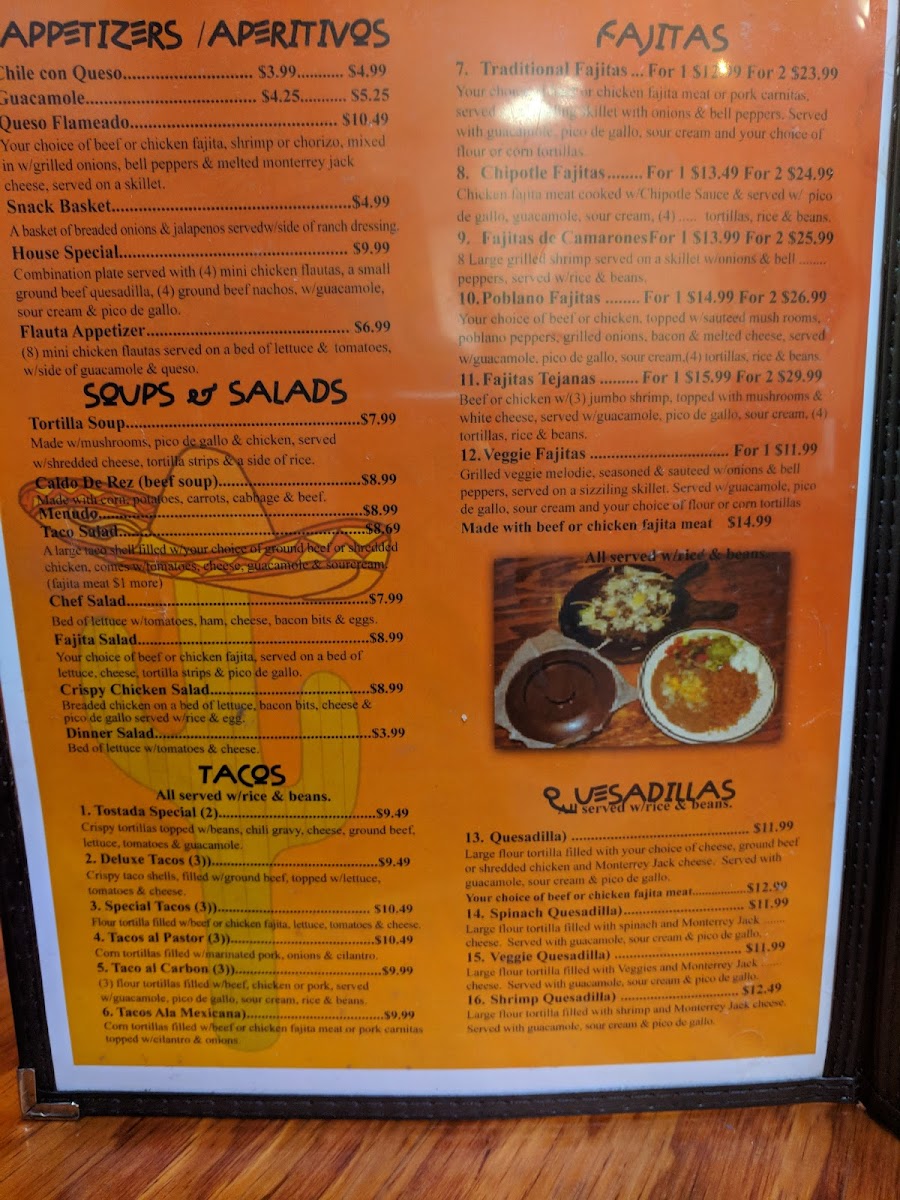 APPETIZERS / APERITIVOS
Chile con Queso............................ $3.99........... $4.99
Guacamole..................................... $4.25........... $5.25
Queso Flameado............................................. $10.49
Your choice of beef or chicken fajita, shrimp or chorizo, mixed
in w/grilled onions, bell peppers & melted monterrey jack
cheese, served on a skillet.
Snack Basket....................................................$4.99
A basket of breaded onions & jalapenos servedw/side of ranch dressing.
House Special.................................................. $9.99
Combination plate served with (4) mini chicken flautas, a small
ground beef quesadilla, (4) ground beef nachos, w/guacamole,
sour cream & pico de gallo.
Flauta Appetizer............................................ $6.99
(8) mini chicken flautas served on a bed of lettuce & tomatoes,
w/side of guacamole & queso.
SOUPS & SALADS
Tortilla Soup...................................................$7.99
Made w/mushrooms, pico de gallo & chicken, served
w/shredded cheese, tortilla strips & a side of rice.
Caldo De Rez (beef soup)...............................$8.99
Made with corn, potatoes, carrots, cabbage & beef.
Menudo..........................................................$8.99
Taco Salad......................................................$8.69
A large taco shell filled w/your choice of ground beef or shredded
chicken, comes w/tomatoes, cheese, guacamole & sourcream.
(fajita meat $1 more)
Chef Salad.....................................................$7.99
Bed of lettuce w/tomatoes, ham, cheese, bacon bits & eggs.
Fajita Salad...................................................$8.99
Your choice of beef or chicken fajita, served on a bed of
lettuce, cheese, tortilla strips & pico de gallo.
Crispy Chicken Salad...................................$8.99
Breaded chicken on a bed of lettuce, bacon bits, cheese &
pico de gallo served w/rice & egg.
Dinner Salad................................................$3.99
Bed of lettuce w/tomatoes & cheese.
TACOS
All served w/rice & beans.
1. Tostada Special (2)..................................$9.49
Crispy tortillas topped w/beans, chili gravy, cheese, ground beef,
lettuce, tomatoes & guacamole.
2. Deluxe Tacos (3))....................................$9.49
Crispy taco shells, filled w/ground beef, topped w/lettuce,
tomatoes & cheese.
3. Special Tacos (3))................................... $10.49
Flour tortilla filled w/beef or chicken fajita, lettuce, tomatoes & cheese.
4. Tacos al Pastor (3))................................$10.49
Corn tortillas filled w/marinated pork, onions & cilantro.
5. Taco al Carbon (3))................................$9.99
(3) flour tortillas filled w/beef, chicken or pork, served
w/guacamole, pico de gallo, sour cream, rice & beans.
6. Tacos Ala Mexicana)...............................$9.99
Corn tortillas filled w/beef or chicken fajita meat or pork carnitas
topped w/cilantro & onions
FAJITAS
7. Traditional Fajitas ... For 1 $12.99 For 2 $23.99
Your choice of beef or chicken fajita meat or pork carnitas,
served skillet with onions & bell peppers. Served
with guacamole, pico de gallo, sour cream and your choice of
flour or corn tortillas
8. Chipotle Fajitas........ For 1 $13.49 For 2 $24.99
Chicken fajita meat cooked w/Chipotle Sauce & served w/ pico
de gallo, guacamole, sour cream, (4) ..... tortillas, rice & beans.
9. Fajitas de CamaronesFor 1 $13.99 For 2 $25.99
8 Large grilled shrimp served on a skillet w/onions & bell ........
peppers, served w/rice & beans.
10. Poblano Fajitas ........ For 1 $14.99 For 2 $26.99
Your choice of beef or chicken, topped w/sauteed mush rooms,
poblano peppers, grilled onions, bacon & melted cheese, served
w/guacamole, pico de gallo, sour cream,(4) tortillas, rice & beans.
11. Fajitas Tejanas ......... For 1 $15.99 For 2 $29.99
Beef or chicken w/(3) jumbo shrimp, topped with mushrooms &
white cheese, served w/guacamole, pico de gallo, sour cream, (4)
tortillas, rice & beans.
12. Veggie Fajitas ................................ For 1 $11.99
Grilled veggie melodie, seasoned & sauteed w/onions & bell
peppers, served on a sizziling skillet. Served w/guacamole, pico
de gallo, sour cream and your choice of flour or corn tortillas
Made with beef or chicken fajita meat $14.99
All served w/rice & beans.
QUESADILLAS
All served w/rice & beans.
13. Quesadilla) .......................................... $11.99
Large flour tortilla filled with your choice of cheese, ground beef
or shredded chicken and Monterrey Jack cheese. Served with
guacamole, sour cream & pico de gallo.
Your choice of beef or chicken fajita meat.................$12.99
14. Spinach Quesadilla)............................. $11.99
Large flour tortilla filled with spinach and Monterrey Jack .......
cheese. Served with guacamole, sour cream & pico de gallo.
15. Veggie Quesadilla) .............................. $11.99
Large flour tortilla filled with Veggies and Monterrey Jack ......
cheese. Served with guacamole, sour cream & pico de gallo.
16. Shrimp Quesadilla) ............................. $12.49
Large flour tortilla filled with shrimp and Monterrey Jack cheese.
Served with guacamole, sour cream & pico de gallo.